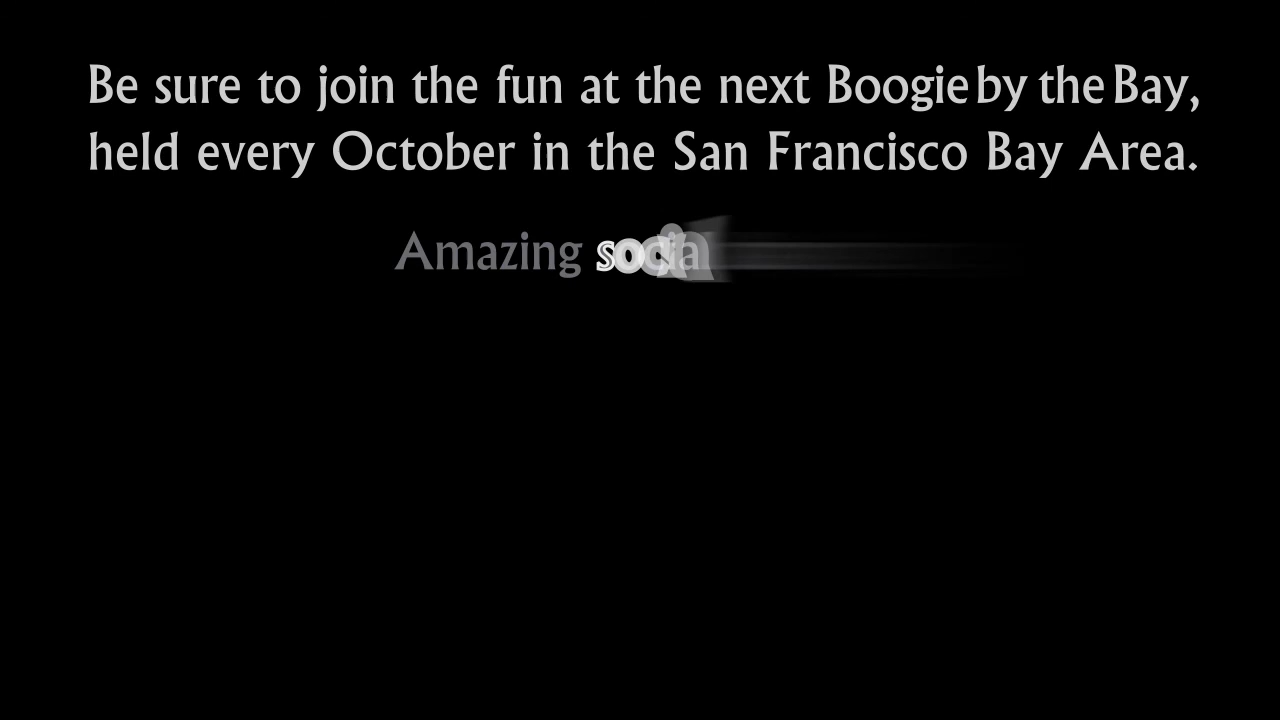 Be sure to join the fun at the next Boogie by the Bay,
held every October in the San Francisco Bay Area.
Amazing